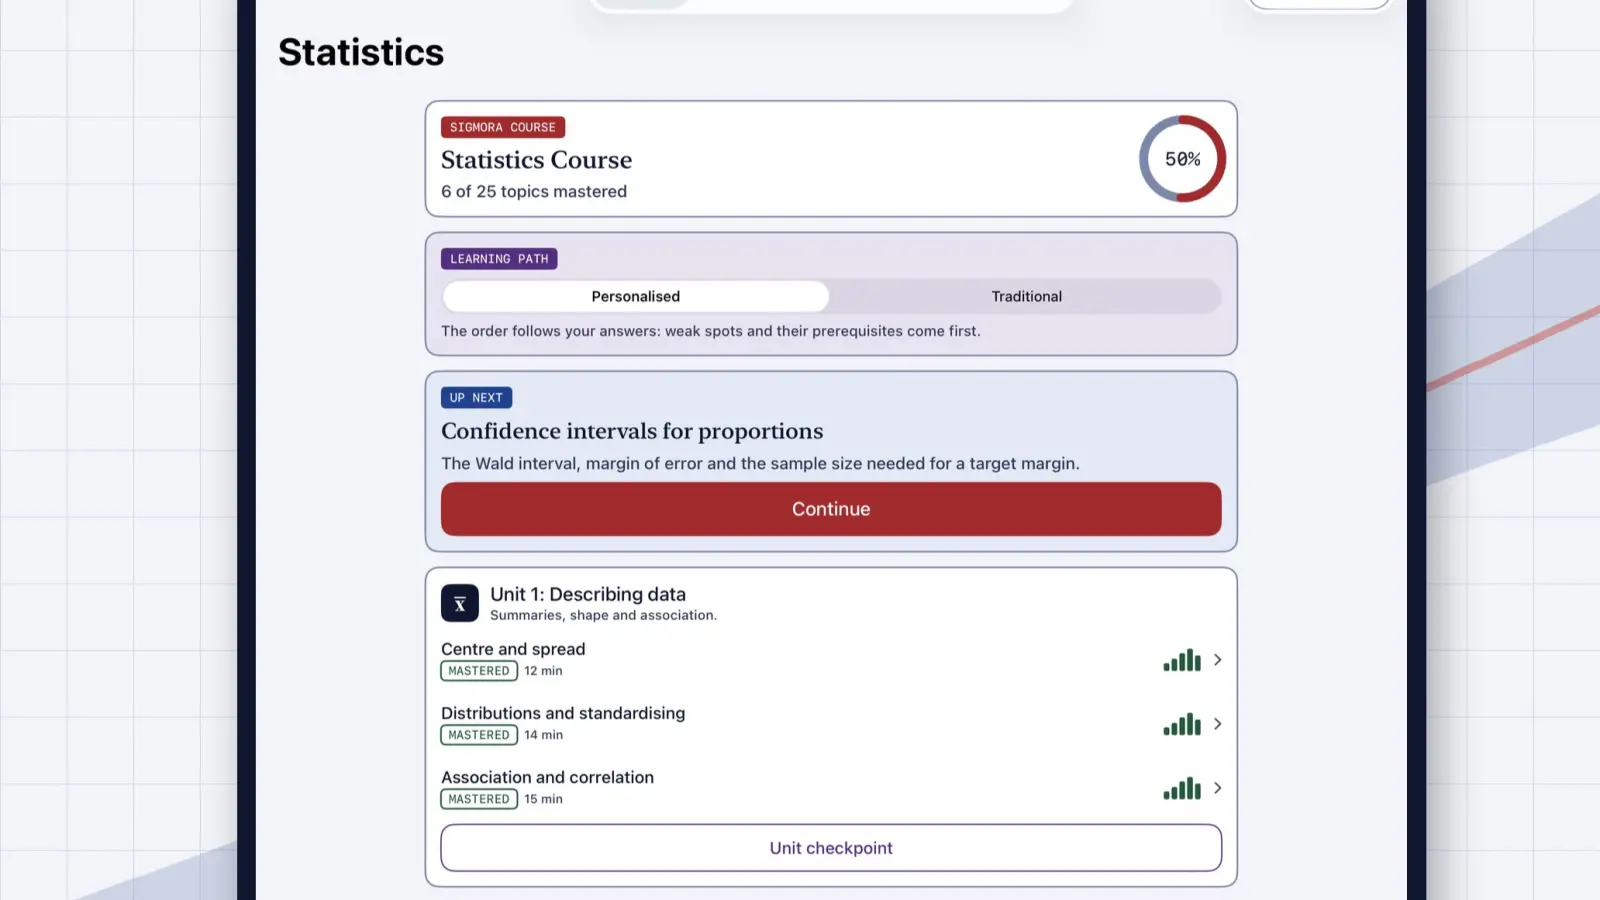 Statistics
SIGMORA COURSE
Statistics Course
6 of 25 topics mastered
50%
LEARNING PATH
Personalised
Traditional
The order follows your answers: weak spots and their prerequisites come first.
UP NEXT
Confidence intervals for proportions
The Wald interval, margin of error and the sample size needed for a target margin.
Continue
x̄
Unit 1: Describing data
Summaries, shape and association.
Centre and spread
MASTERED 12 min
Distributions and standardising
MASTERED 14 min
Association and correlation
MASTERED 15 min
Unit checkpoint